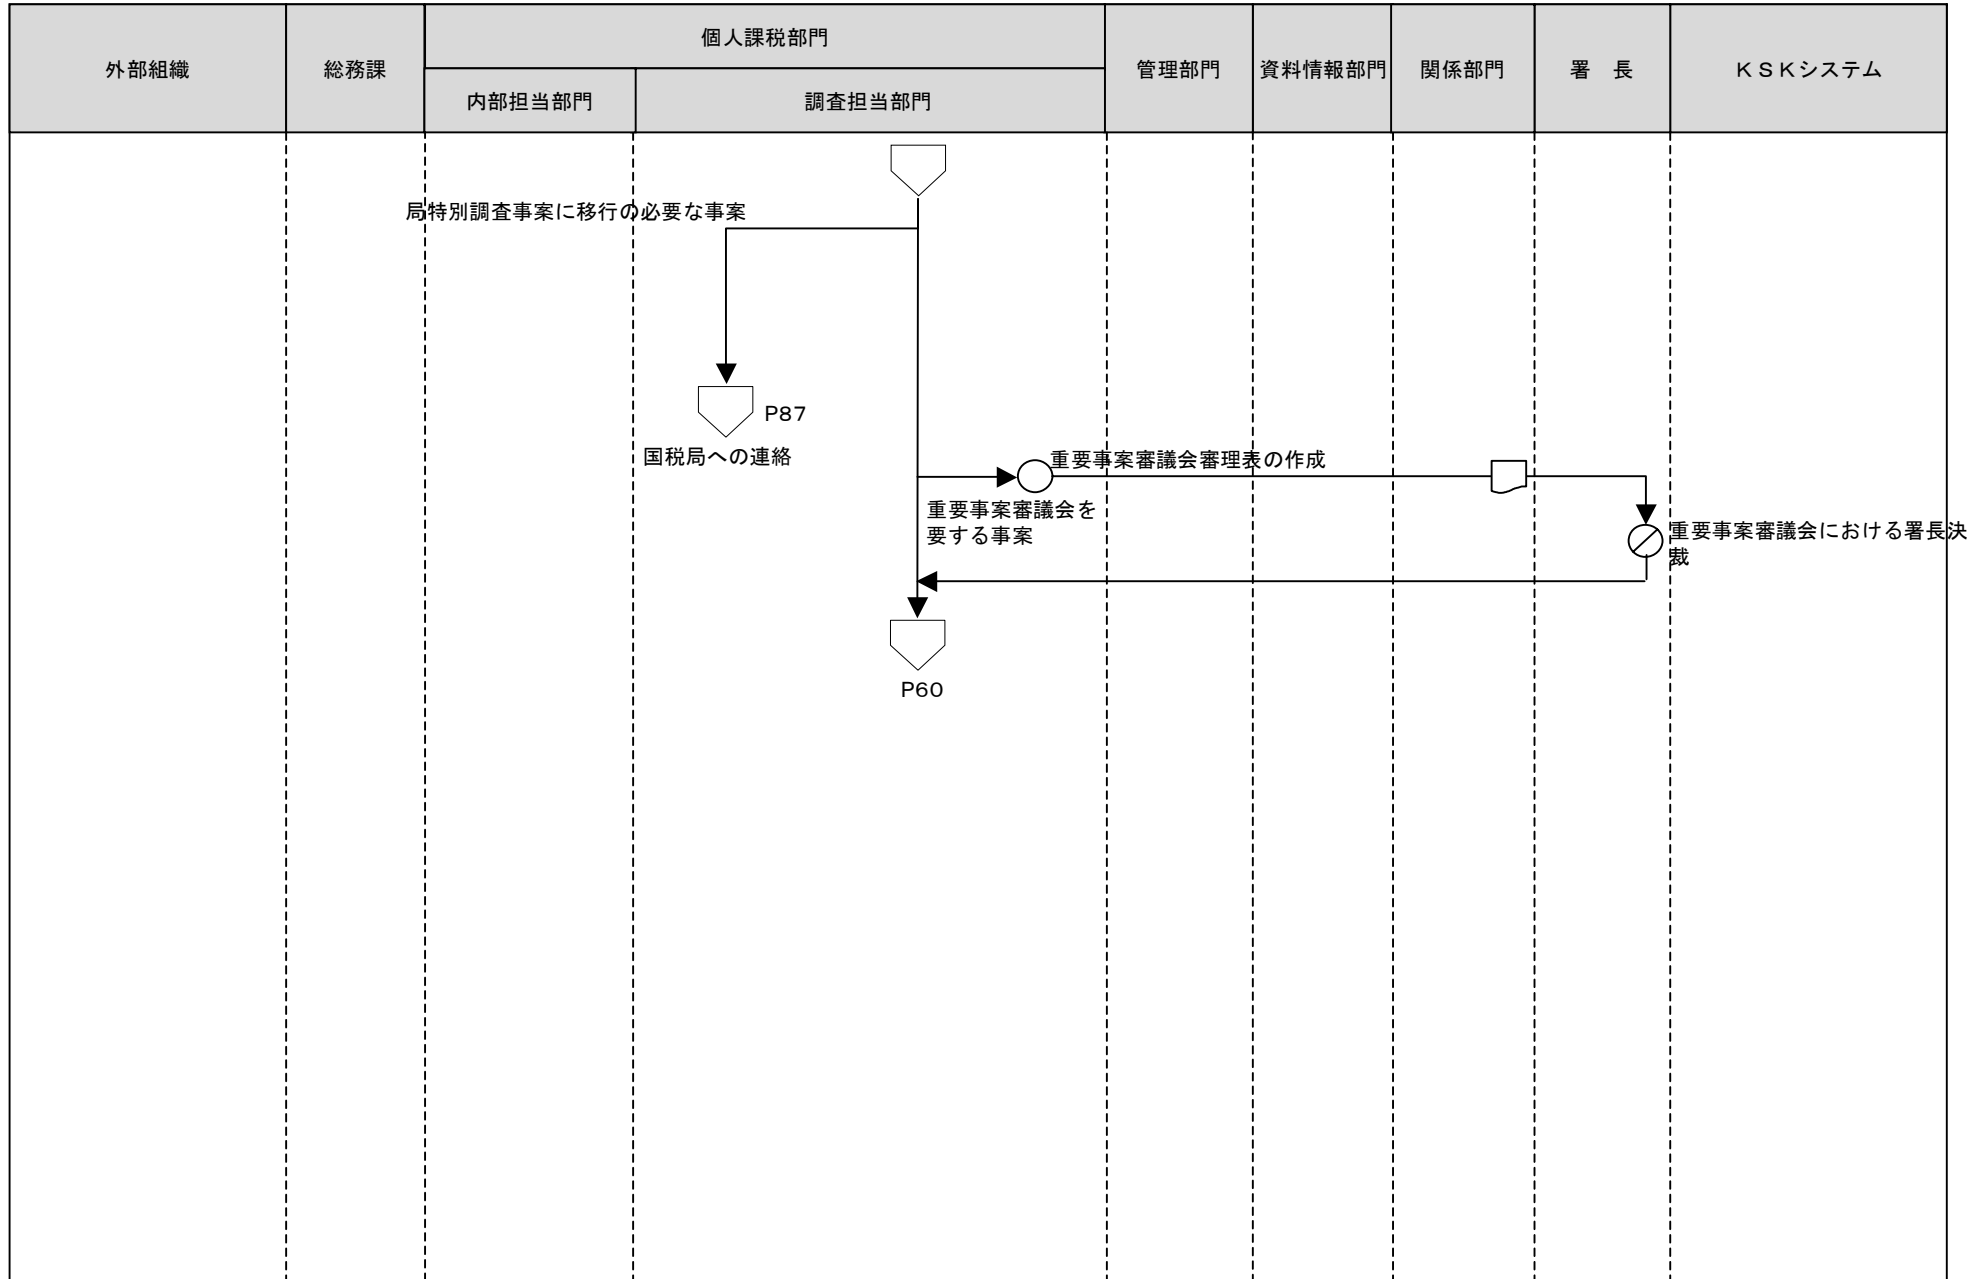 外部組織
総務課
個人課税部門
内部担当部門
調査担当部門
管理部門
資料情報部門
関係部門
署　長
ＫＳＫシステム
局特別調査事案に移行の必要な事案
P87
国税局への連絡
重要事案審議会審理表の作成
重要事案審議会を
要する事案
重要事案審議会における署長決
裁
P60